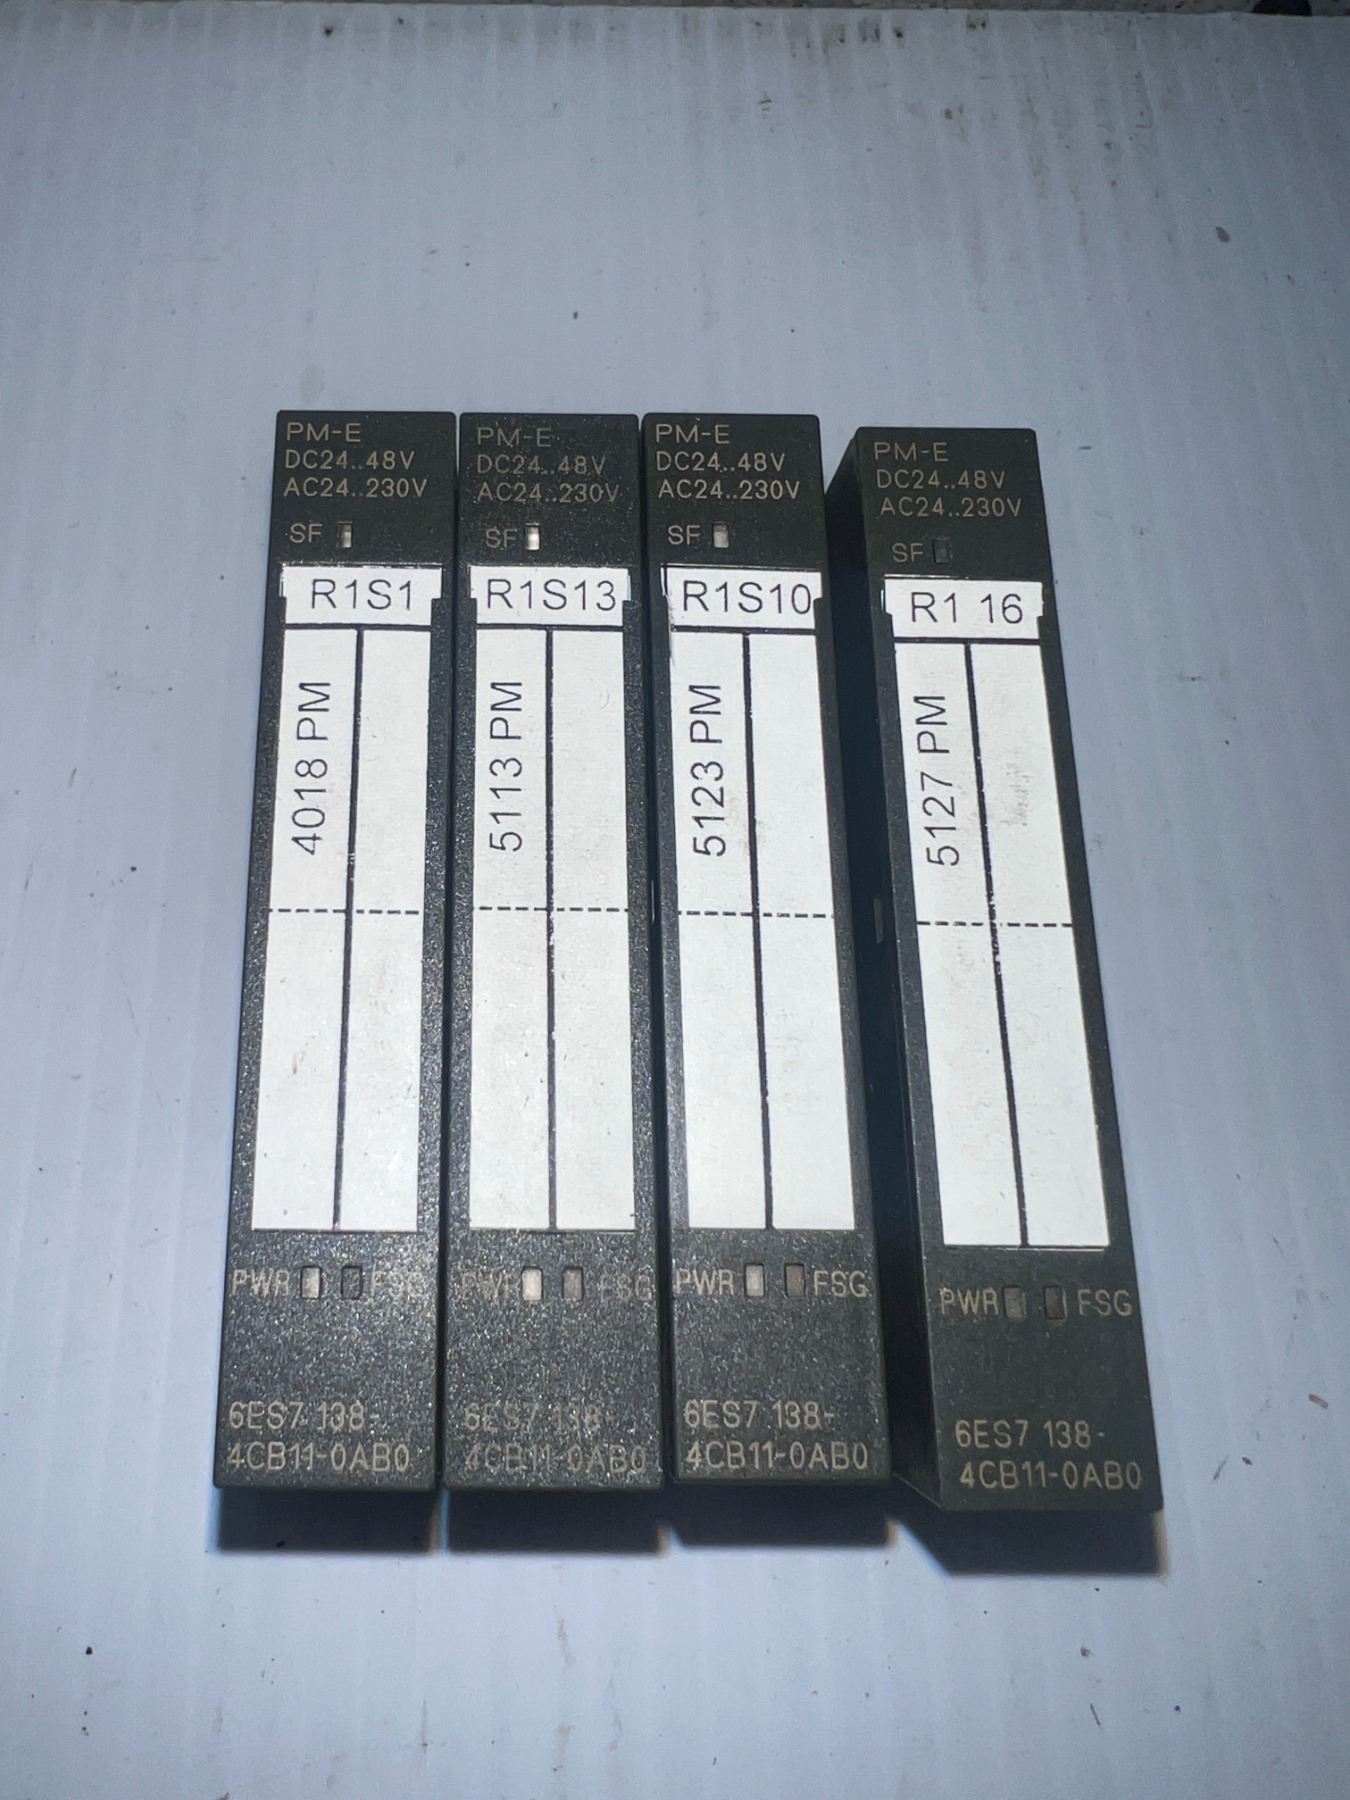 PM-E
DC24..48V
AC24..230V
SF
R1S1
4018 PM
PWR FSG
6ES7 138-
4CB11-0AB0
PM-E
DC24..48V
AC24..230V
SF
R1S13
5113 PM
PWR FSG
6ES7 138-
4CB11-0AB0
PM-E
DC24..48V
AC24..230V
SF
R1S10
5123 PM
PWR FSG
6ES7 138-
4CB11-0AB0
PM-E
DC24..48V
AC24..230V
SF
R1 16
5127 PM
PWR FSG
6ES7 138-
4CB11-0AB0